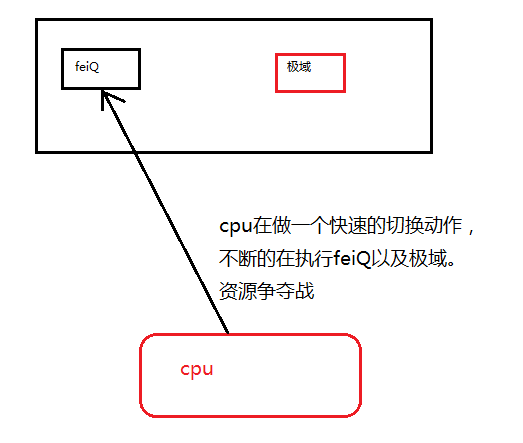 feiQ
极域
cpu在做一个快速的切换动作，
不断的在执行feiQ以及极域。
资源争夺战
cpu